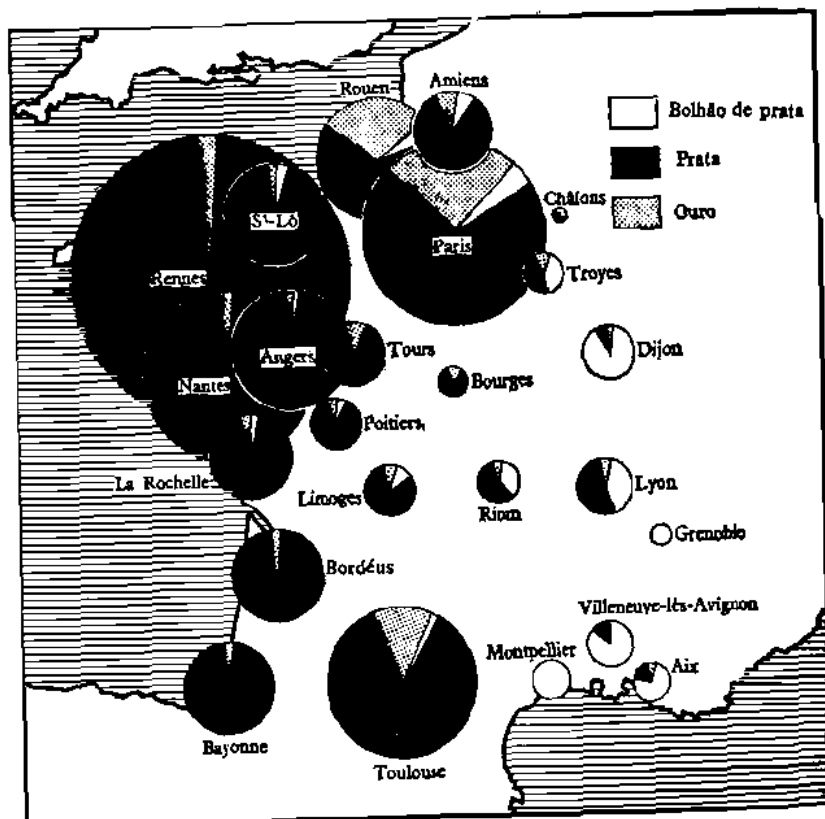 Rouen
Amiens
Bolhão de prata
Prata
Ouro
Châlons
St-Lô
Paris
Rennes
Troyes
Angers
Tours
Dijon
Nantes
Bourges
Poitiers
La Rochelle
Limoges
Riom
Lyon
Grenoble
Bordéus
Villeneuve-lès-Avignon
Montpellier
Aix
Bayonne
Toulouse